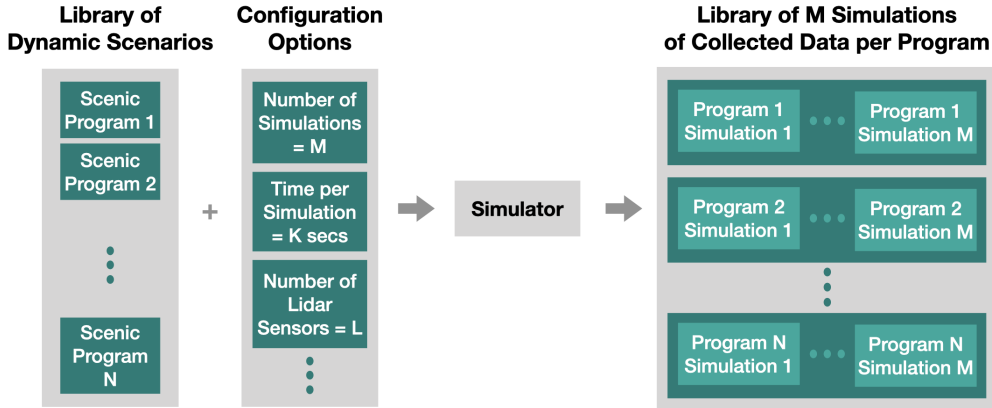 Library of
Dynamic Scenarios
Configuration
Options
Library of M Simulations
of Collected Data per Program
Scenic
Program 1
Scenic
Program 2
Scenic
Program
N
+
Number of
Simulations
= M
Time per
Simulation
= K secs
Number of
Lidar
Sensors = L
Simulator
Program 1
Simulation 1
Program 1
Simulation M
Program 2
Simulation 1
Program 2
Simulation M
Program N
Simulation 1
Program N
Simulation M